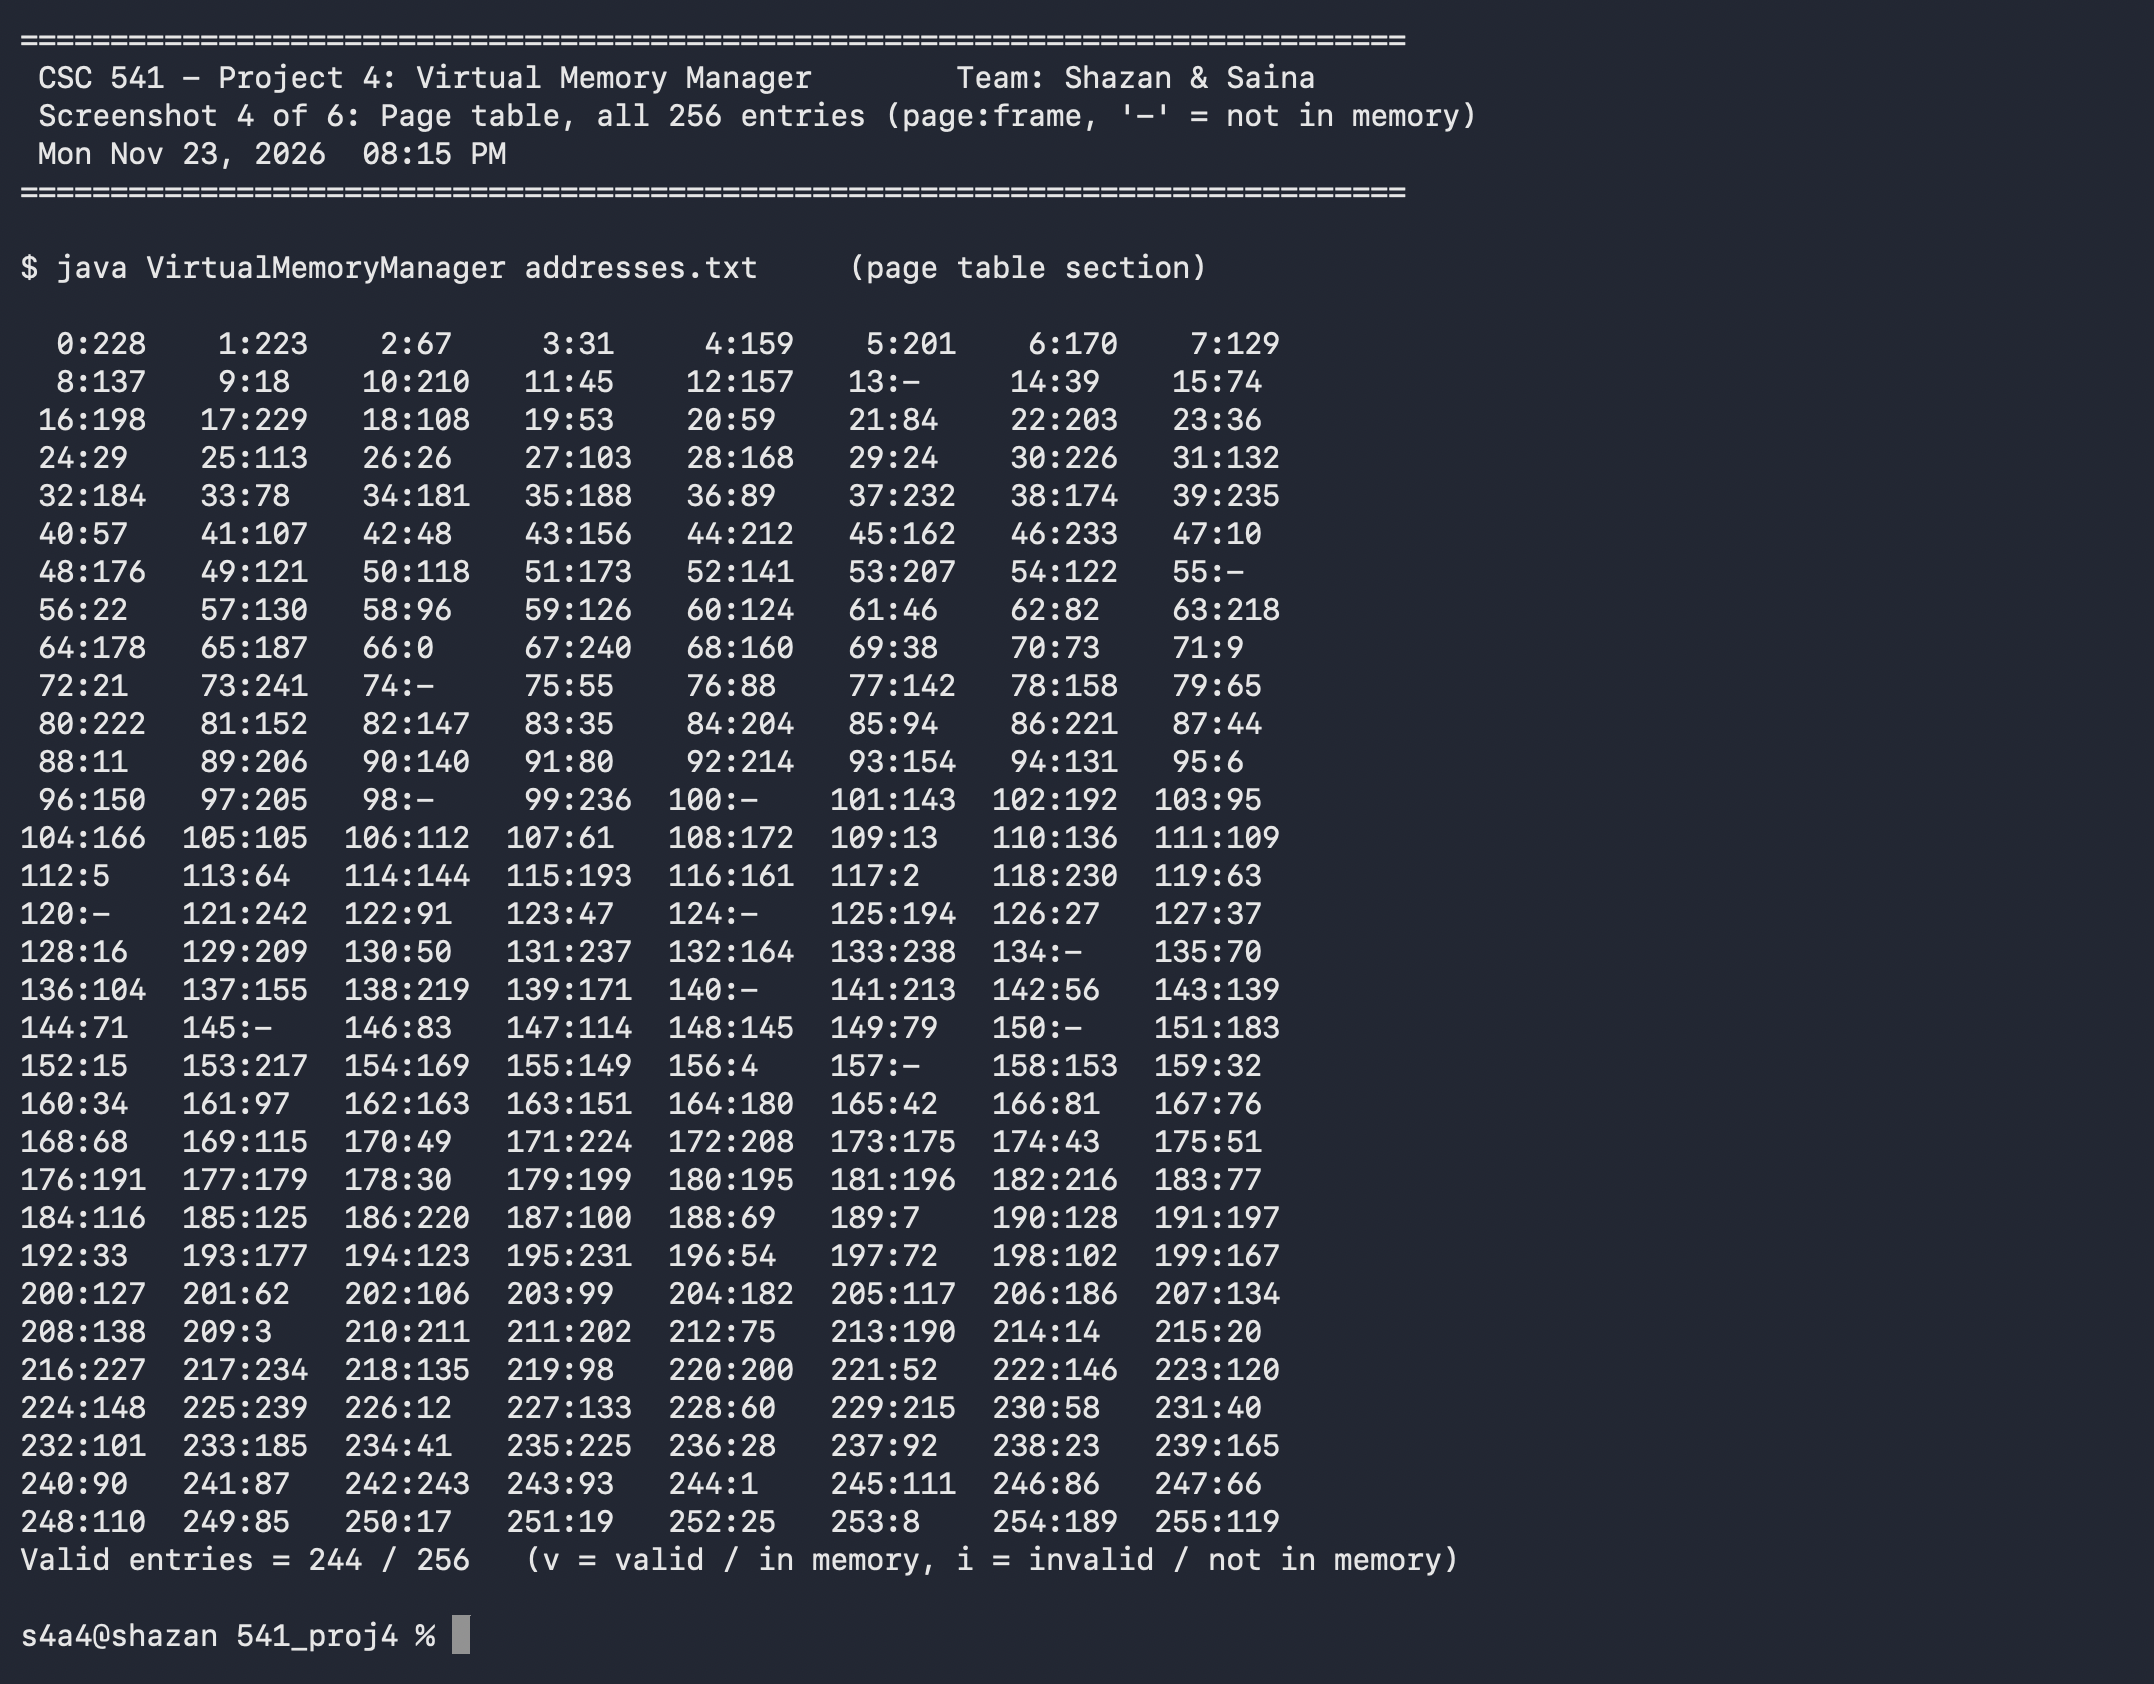 =============================================================================
 CSC 541 – Project 4: Virtual Memory Manager        Team: Shazan & Saina
 Screenshot 4 of 6: Page table, all 256 entries (page:frame, '–' = not in memory)
 Mon Nov 23, 2026  08:15 PM
=============================================================================

$ java VirtualMemoryManager addresses.txt     (page table section)

  0:228    1:223    2:67     3:31     4:159    5:201    6:170    7:129
  8:137    9:18    10:210   11:45    12:157   13:–     14:39    15:74
 16:198   17:229   18:108   19:53    20:59    21:84    22:203   23:36
 24:29    25:113   26:26    27:103   28:168   29:24    30:226   31:132
 32:184   33:78    34:181   35:188   36:89    37:232   38:174   39:235
 40:57    41:107   42:48    43:156   44:212   45:162   46:233   47:10
 48:176   49:121   50:118   51:173   52:141   53:207   54:122   55:–
 56:22    57:130   58:96    59:126   60:124   61:46    62:82    63:218
 64:178   65:187   66:0     67:240   68:160   69:38    70:73    71:9
 72:21    73:241   74:–     75:55    76:88    77:142   78:158   79:65
 80:222   81:152   82:147   83:35    84:204   85:94    86:221   87:44
 88:11    89:206   90:140   91:80    92:214   93:154   94:131   95:6
 96:150   97:205   98:–     99:236  100:–    101:143  102:192  103:95
104:166  105:105  106:112  107:61   108:172  109:13   110:136  111:109
112:5    113:64   114:144  115:193  116:161  117:2    118:230  119:63
120:–    121:242  122:91   123:47   124:–    125:194  126:27   127:37
128:16   129:209  130:50   131:237  132:164  133:238  134:–    135:70
136:104  137:155  138:219  139:171  140:–    141:213  142:56   143:139
144:71   145:–    146:83   147:114  148:145  149:79   150:–    151:183
152:15   153:217  154:169  155:149  156:4    157:–    158:153  159:32
160:34   161:97   162:163  163:151  164:180  165:42   166:81   167:76
168:68   169:115  170:49   171:224  172:208  173:175  174:43   175:51
176:191  177:179  178:30   179:199  180:195  181:196  182:216  183:77
184:116  185:125  186:220  187:100  188:69   189:7    190:128  191:197
192:33   193:177  194:123  195:231  196:54   197:72   198:102  199:167
200:127  201:62   202:106  203:99   204:182  205:117  206:186  207:134
208:138  209:3    210:211  211:202  212:75   213:190  214:14   215:20
216:227  217:234  218:135  219:98   220:200  221:52   222:146  223:120
224:148  225:239  226:12   227:133  228:60   229:215  230:58   231:40
232:101  233:185  234:41   235:225  236:28   237:92   238:23   239:165
240:90   241:87   242:243  243:93   244:1    245:111  246:86   247:66
248:110  249:85   250:17   251:19   252:25   253:8    254:189  255:119
Valid entries = 244 / 256   (v = valid / in memory, i = invalid / not in memory)

s4a4@shazan 541_proj4 %